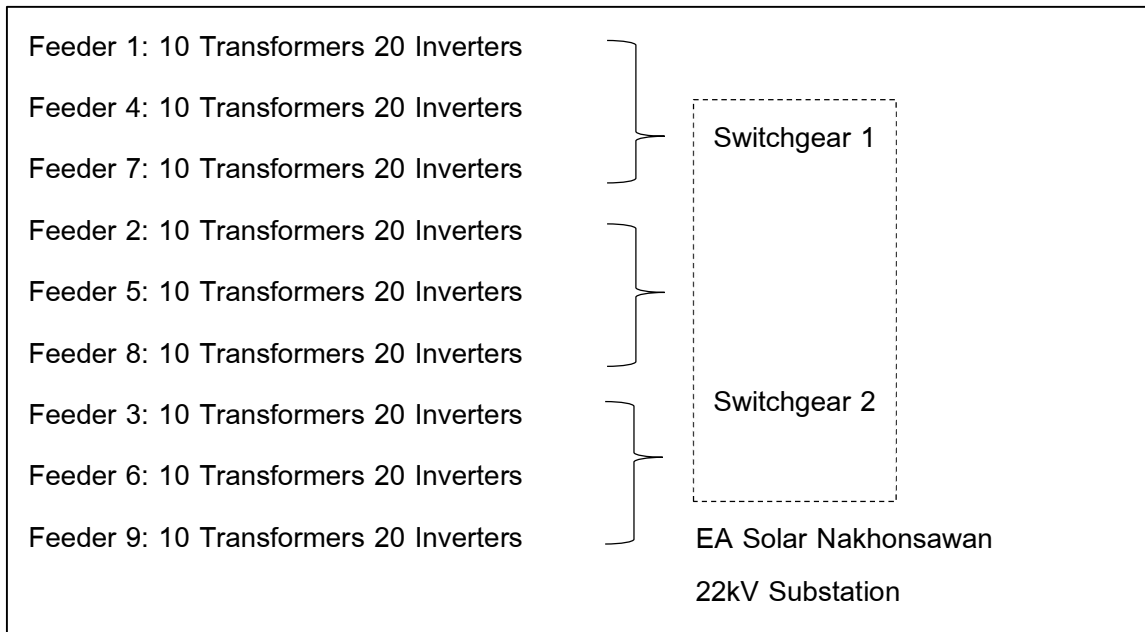 Feeder 1: 10 Transformers 20 Inverters
Feeder 4: 10 Transformers 20 Inverters
Feeder 7: 10 Transformers 20 Inverters
Feeder 2: 10 Transformers 20 Inverters
Feeder 5: 10 Transformers 20 Inverters
Feeder 8: 10 Transformers 20 Inverters
Feeder 3: 10 Transformers 20 Inverters
Feeder 6: 10 Transformers 20 Inverters
Feeder 9: 10 Transformers 20 Inverters
Switchgear 1
Switchgear 2
EA Solar Nakhonsawan
22kV Substation